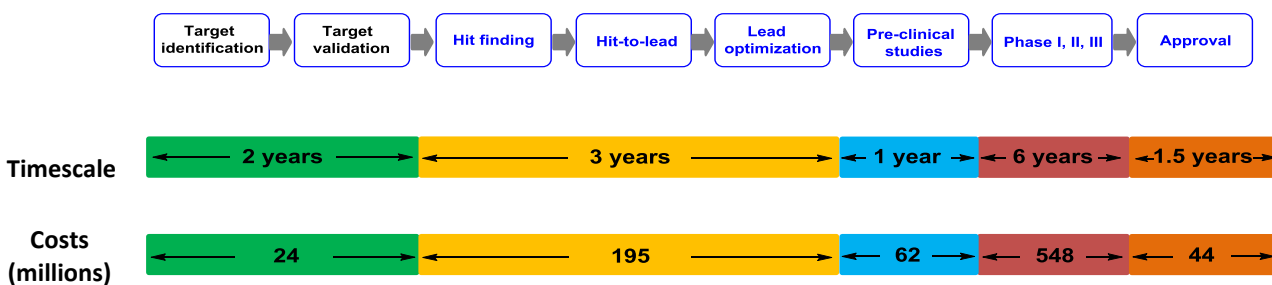 Target
identification
Target
validation
Hit finding
Hit-to-lead
Lead
optimization
Pre-clinical
studies
Phase I, II, III
Approval
Timescale
2 years
3 years
1 year
6 years
1.5 years
Costs
(millions)
24
195
62
548
44